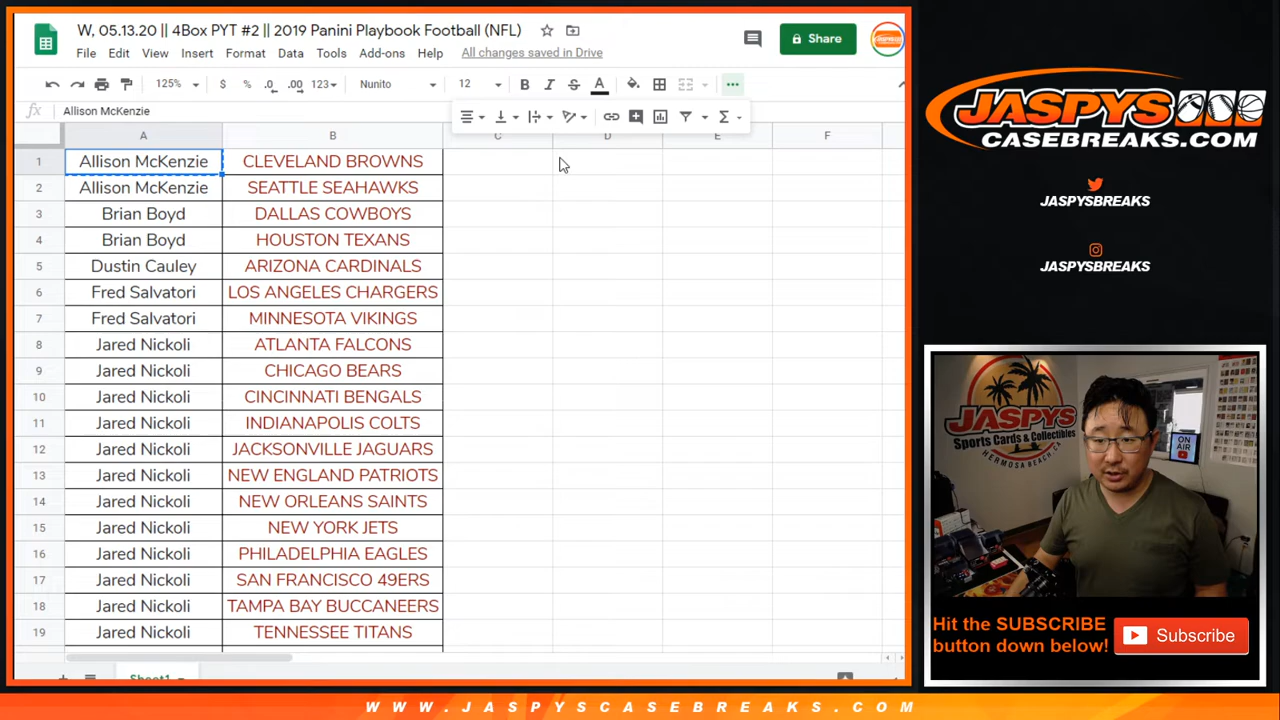 W, 05.13.20 || 4Box PYT #2 || 2019 Panini Playbook Football (NFL)
Share
File Edit View Insert Format Data Tools Add-ons Help All changes saved in Drive
125% $ % .0 .00 123 Nunito 12 B I S A
fx Allison McKenzie
A B C D E F
1 Allison McKenzie CLEVELAND BROWNS
2 Allison McKenzie SEATTLE SEAHAWKS
3 Brian Boyd DALLAS COWBOYS
4 Brian Boyd HOUSTON TEXANS
5 Dustin Cauley ARIZONA CARDINALS
6 Fred Salvatori LOS ANGELES CHARGERS
7 Fred Salvatori MINNESOTA VIKINGS
8 Jared Nickoli ATLANTA FALCONS
9 Jared Nickoli CHICAGO BEARS
10 Jared Nickoli CINCINNATI BENGALS
11 Jared Nickoli INDIANAPOLIS COLTS
12 Jared Nickoli JACKSONVILLE JAGUARS
13 Jared Nickoli NEW ENGLAND PATRIOTS
14 Jared Nickoli NEW ORLEANS SAINTS
15 Jared Nickoli NEW YORK JETS
16 Jared Nickoli PHILADELPHIA EAGLES
17 Jared Nickoli SAN FRANCISCO 49ERS
18 Jared Nickoli TAMPA BAY BUCCANEERS
19 Jared Nickoli TENNESSEE TITANS
Sheet1
JASPYS
CASEBREAKS.COM
JASPYSBREAKS
JASPYSBREAKS
JASPYS
Sports Cards & Collectibles
HERMOSA BEACH, CA
ON
AIR
Hit the SUBSCRIBE
button down below!
Subscribe
WWW.JASPYSCASEBREAKS.COM